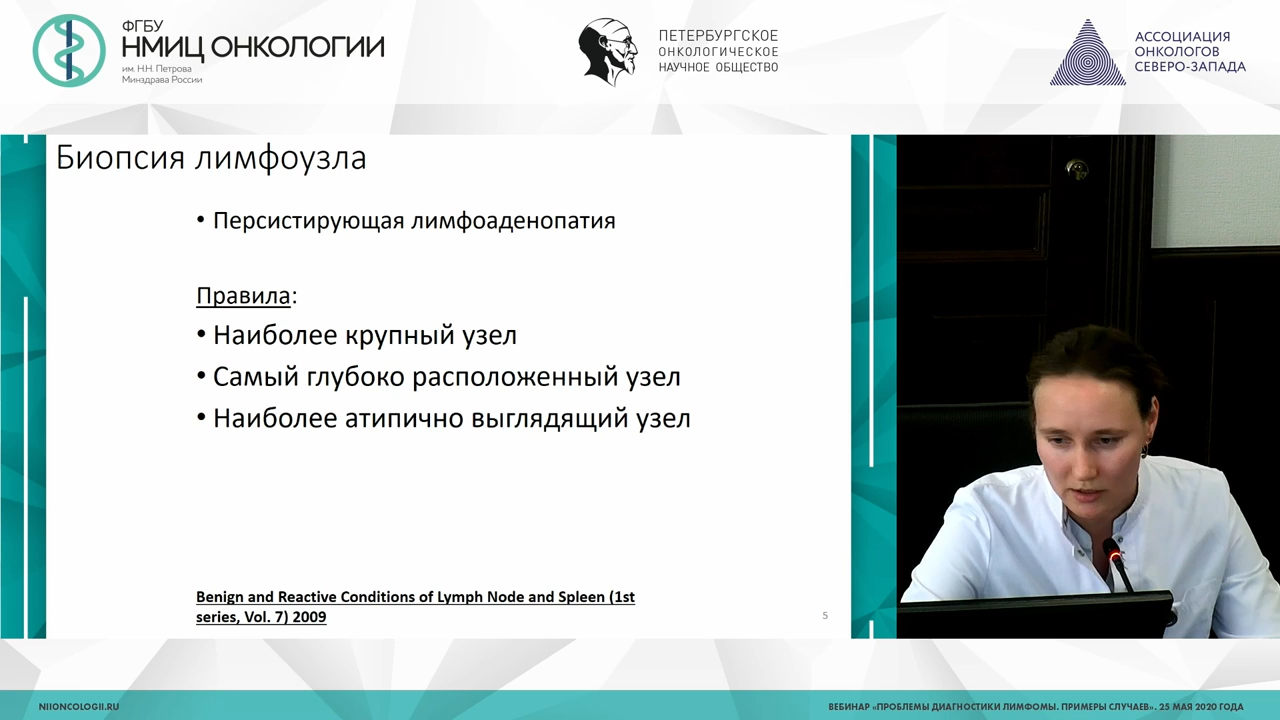 ФГБУ
НМИЦ ОНКОЛОГИИ
им. Н.Н. Петрова
Минздрава России
ПЕТЕРБУРГСКОЕ
ОНКОЛОГИЧЕСКОЕ
НАУЧНОЕ ОБЩЕСТВО
АССОЦИАЦИЯ
ОНКОЛОГОВ
СЕВЕРО-ЗАПАДА
Биопсия лимфоузла
• Персистирующая лимфоаденопатия
Правила:
• Наиболее крупный узел
• Самый глубоко расположенный узел
• Наиболее атипично выглядящий узел
Benign and Reactive Conditions of Lymph Node and Spleen (1st
series, Vol. 7) 2009
5
NIIONCOLOGII.RU
ВЕБИНАР «ПРОБЛЕМЫ ДИАГНОСТИКИ ЛИМФОМЫ. ПРИМЕРЫ СЛУЧАЕВ». 25 МАЯ 2020 ГОДА